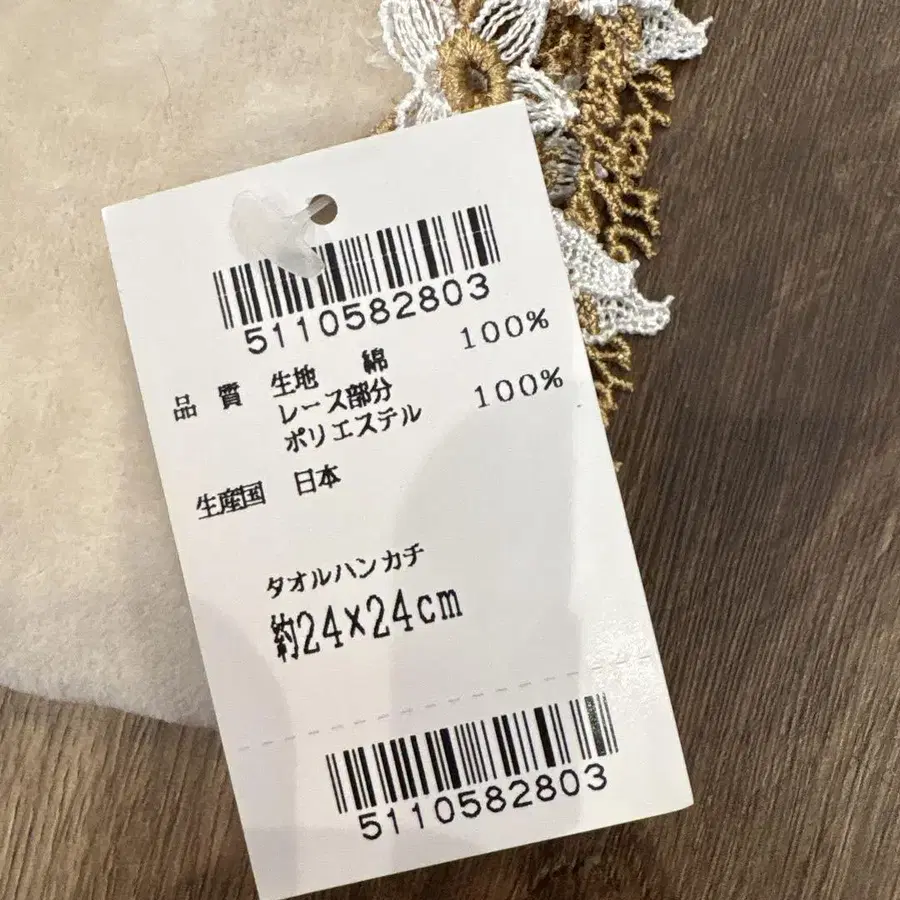 5110582803
品質 生地 綿 100%
レース部分
ポリエステル 100%
生産国 日本
タオルハンカチ
約24×24cm
5110582803